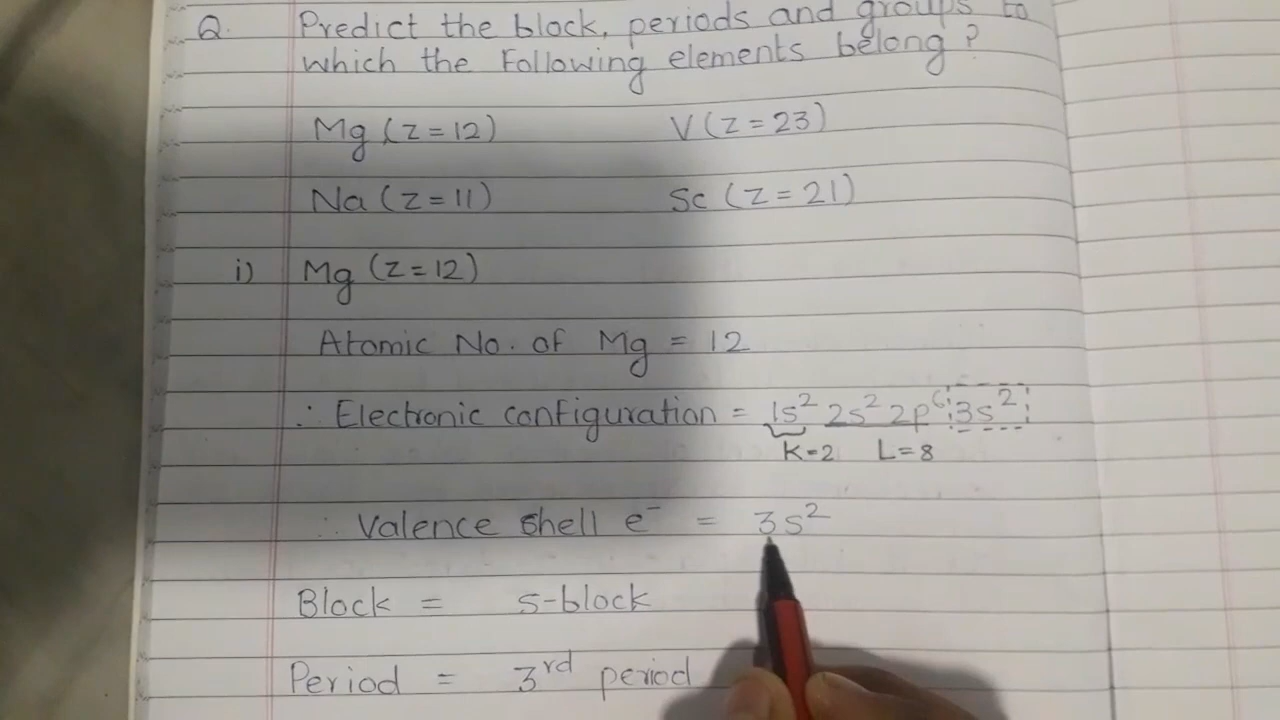 Q. Predict the block, periods and groups to
which the following elements belong?
Mg (Z=12) V (Z=23)
Na (Z=11) Sc (Z=21)
i) Mg (Z=12)
Atomic No. of Mg = 12
∴ Electronic configuration = 1s² 2s² 2p⁶ 3s²
K=2 L=8
∴ Valence shell e⁻ = 3s²
Block = s-block
Period = 3rd period